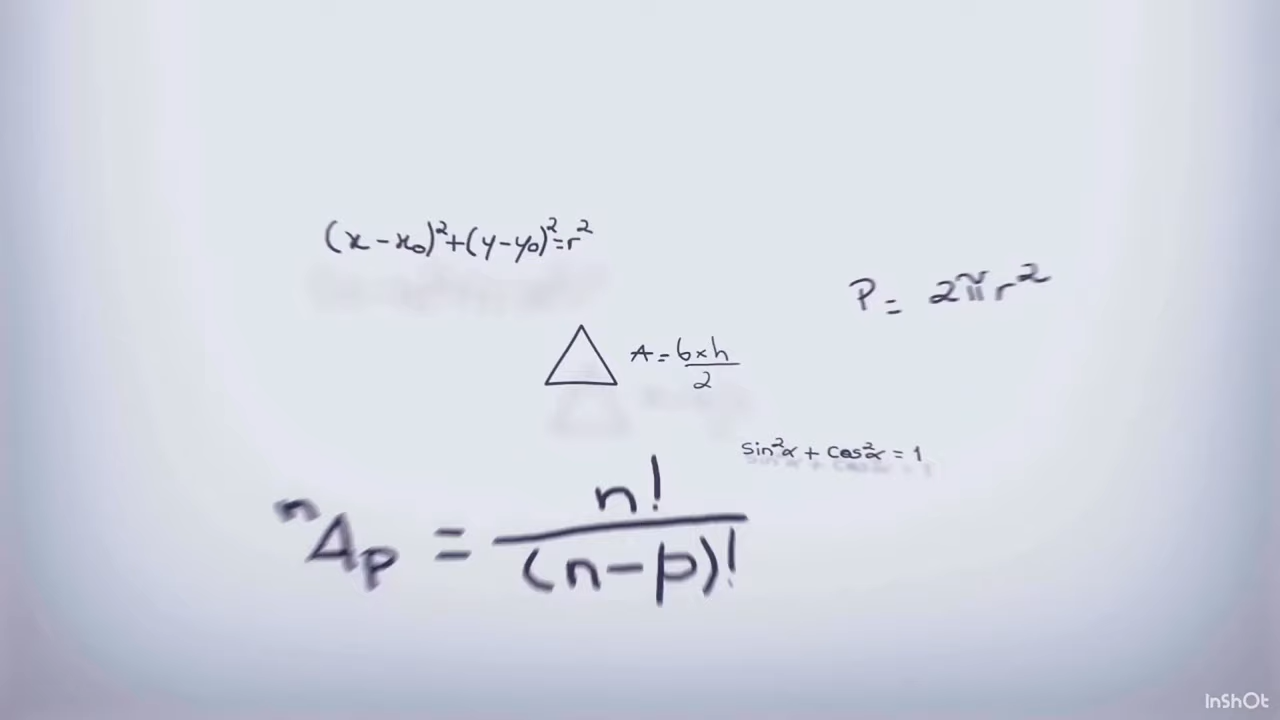 (x-x₀)²+(y-y₀)²=r²
P = 2πr²
A = b×h/2
sin²α + cos²α = 1
ⁿAₚ = n!/(n-p)!
InShOt